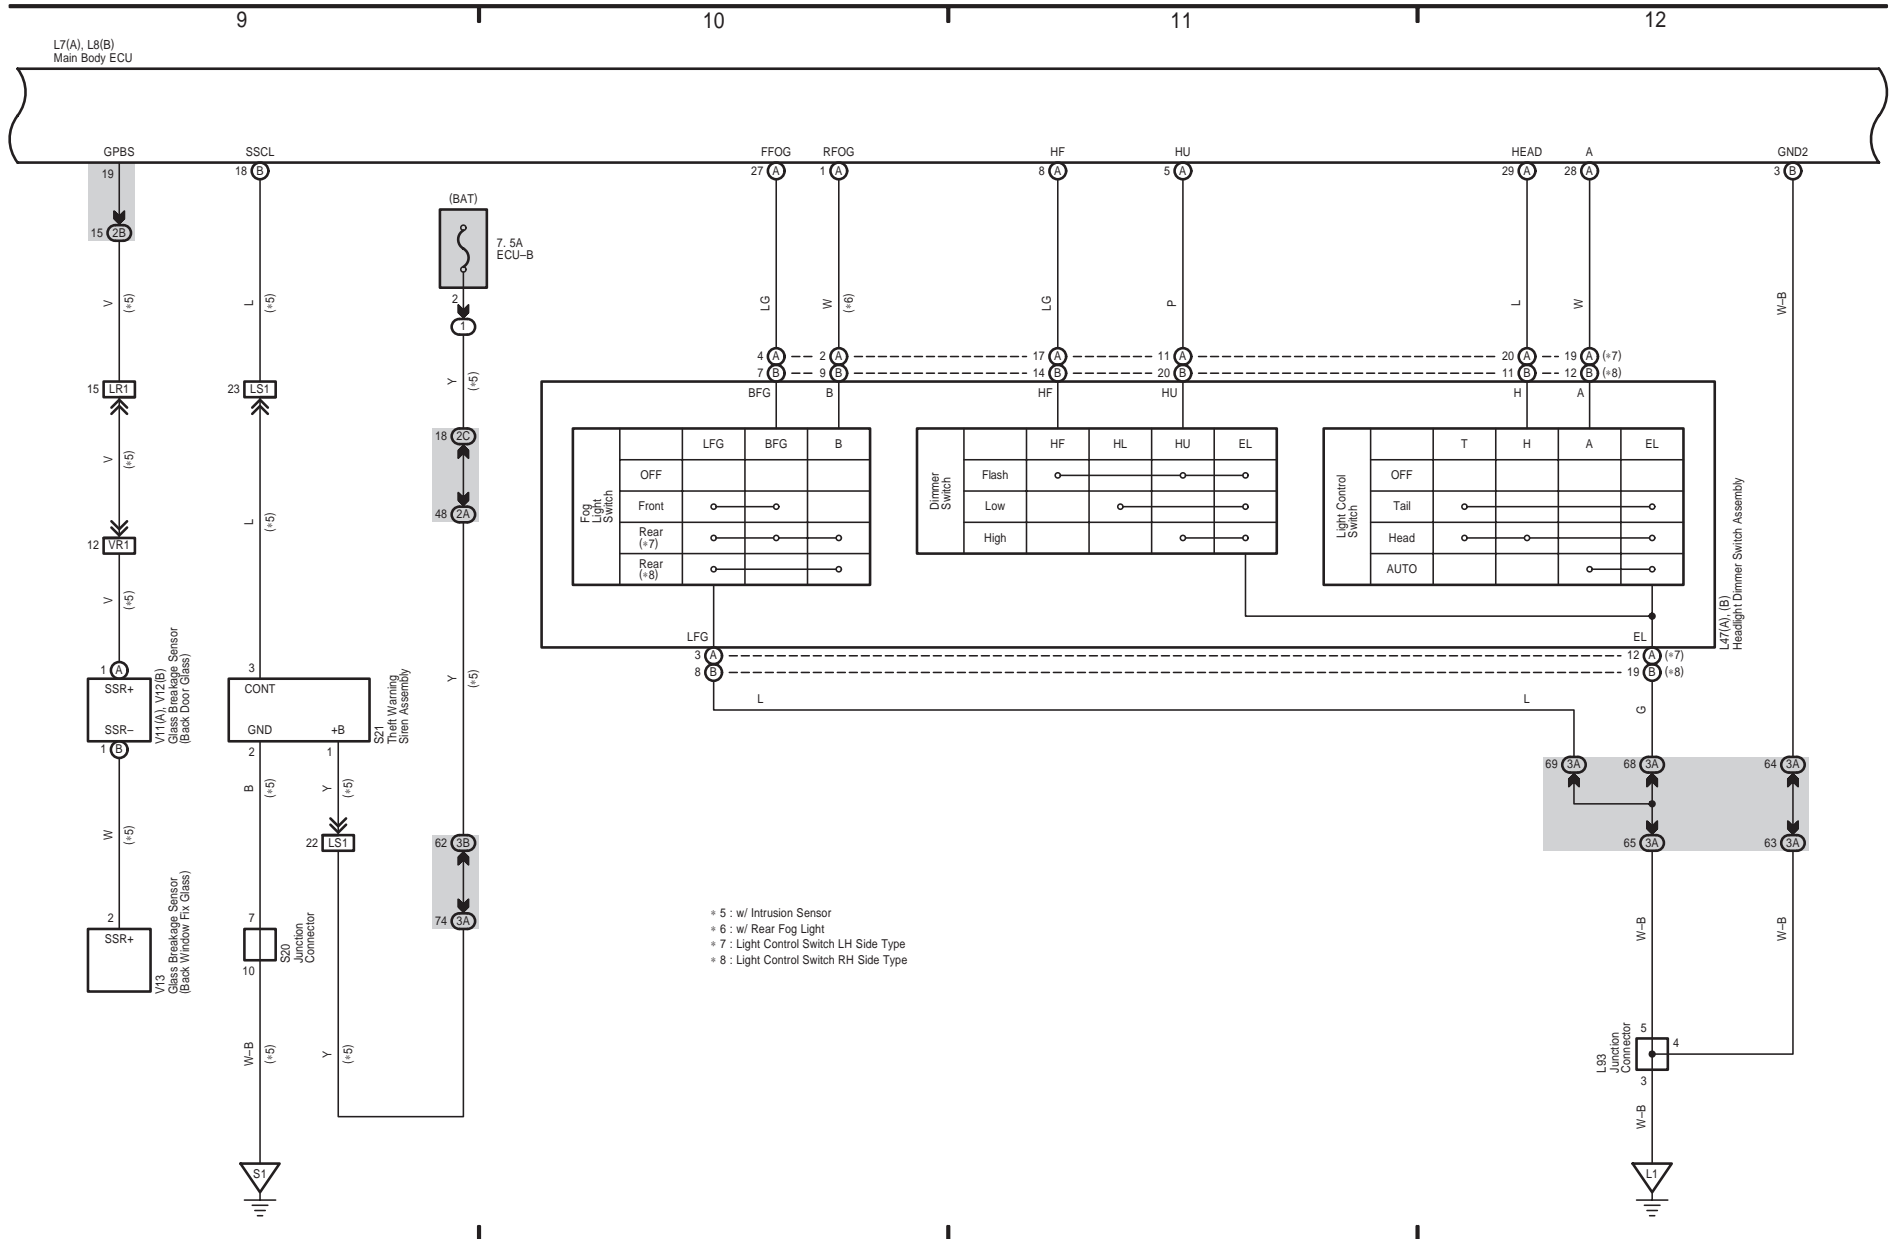 9
10
11
12
L7(A), L8(B)
Main Body ECU
GPBS
SSCL
FFOG
RFOG
HF
HU
HEAD
A
GND2
19
18 B
27 A
1 A
8 A
5 A
29 A
28 A
3 B
15 2B
(BAT)
7. 5A
ECU–B
2
1
V
(∗5)
L
(∗5)
LG
W
(∗6)
LG
P
L
W
W–B
Y
(∗5)
4 A
2 A
17 A
11 A
20 A
19 A (∗7)
7 B
9 B
14 B
20 B
11 B
12 B (∗8)
15 LR1
23 LS1
BFG
B
HF
HU
H
A
18 2C
48 2A
Fog
Light
Switch
LFG
BFG
B
OFF
Front
Rear
(∗7)
Rear
(∗8)
Dimmer
Switch
HF
HL
HU
EL
Flash
Low
High
Light Control
Switch
T
H
A
EL
OFF
Tail
Head
AUTO
L47(A), (B)
Headlight Dimmer Switch Assembly
V
(∗5)
L
(∗5)
12 VR1
V
(∗5)
LFG
EL
3 A
12 A (∗7)
8 B
19 B (∗8)
1 A
SSR+
SSR–
1 B
V11(A), V12(B)
Glass Breakage Sensor
(Back Door Glass)
3
CONT
GND
+B
2
1
S21
Theft Warning
Siren Assembly
Y
(∗5)
L
L
G
69 3A
68 3A
64 3A
65 3A
63 3A
B
(∗5)
Y
(∗5)
W
(∗5)
22 LS1
62 3B
74 3A
2
SSR+
V13
Glass Breakage Sensor
(Back Window Fix Glass)
7
10
S20
Junction
Connector
∗ 5 : w/ Intrusion Sensor
∗ 6 : w/ Rear Fog Light
∗ 7 : Light Control Switch LH Side Type
∗ 8 : Light Control Switch RH Side Type
W–B
W–B
W–B
(∗5)
Y
(∗5)
5
4
3
L93
Junction
Connector
W–B
S1
L1